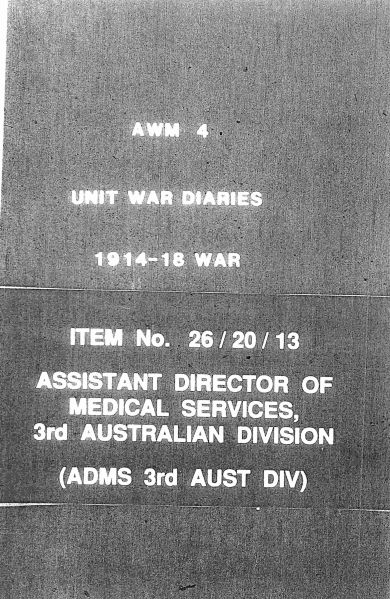 AWM 4
UNIT WAR DIARIES
1914-18 WAR
ITEM No. 26/20/13
ASSISTANT DIRECTOR OF
MEDICAL SERVICES,
3rd AUSTRALIAN DIVISION
(ADMS 3rd AUST DIV)